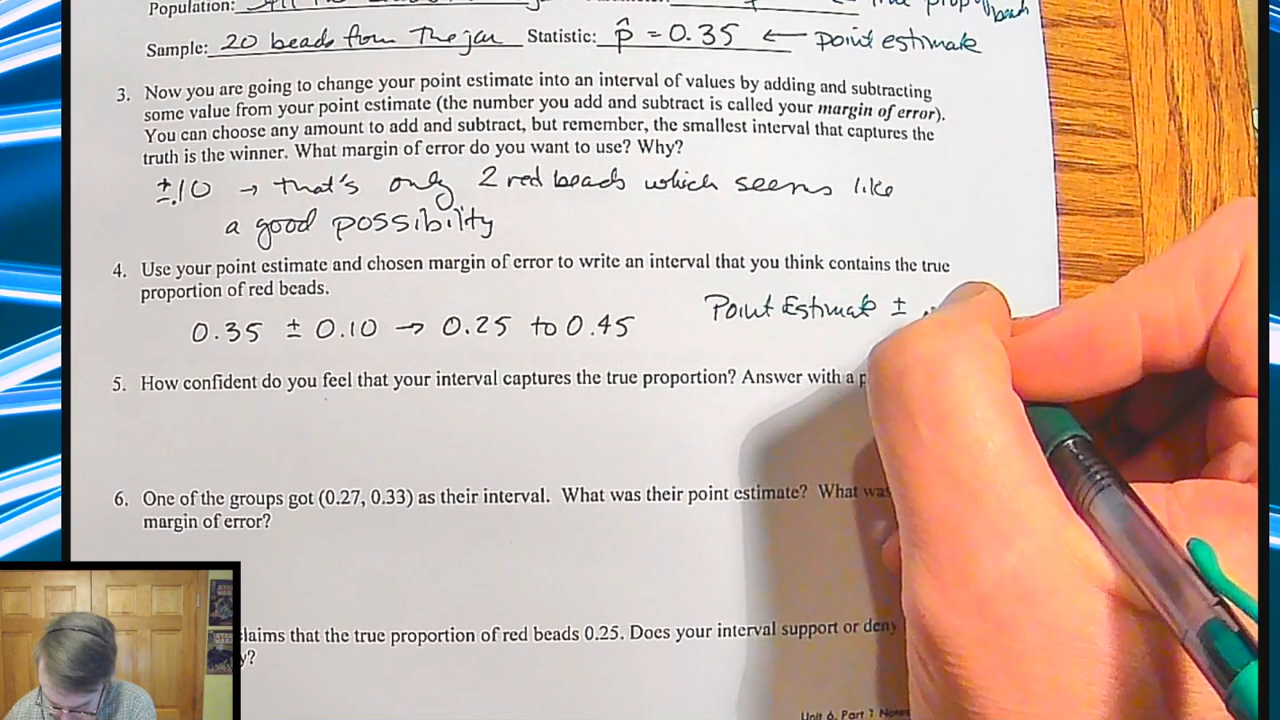 Population:
true prop
beads
Sample: 20 beads from the jar Statistic: p̂ = 0.35 ← point estimate
3. Now you are going to change your point estimate into an interval of values by adding and subtracting
some value from your point estimate (the number you add and subtract is called your margin of error).
You can choose any amount to add and subtract, but remember, the smallest interval that captures the
truth is the winner. What margin of error do you want to use? Why?
±.10 → that's only 2 red beads which seems like
a good possibility
4. Use your point estimate and chosen margin of error to write an interval that you think contains the true
proportion of red beads.
Point Estimate ±
0.35 ± 0.10 → 0.25 to 0.45
5. How confident do you feel that your interval captures the true proportion? Answer with a p
6. One of the groups got (0.27, 0.33) as their interval. What was their point estimate? What was
margin of error?
laims that the true proportion of red beads 0.25. Does your interval support or deny
y?
Unit 6, Part 1 Notes